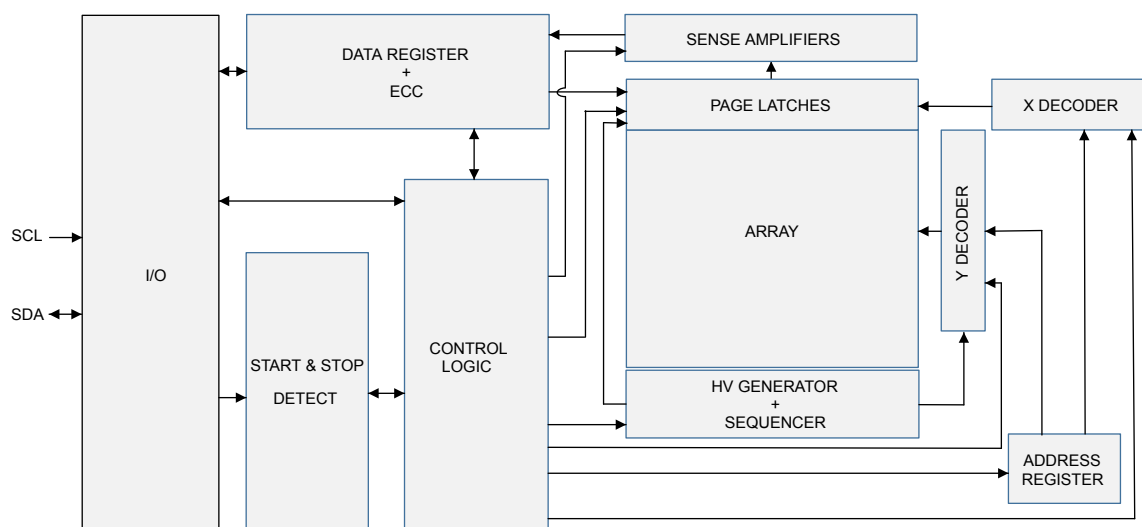 DATA REGISTER
+
ECC
SENSE AMPLIFIERS
PAGE LATCHES
X DECODER
SCL
SDA
I/O
START & STOP
DETECT
CONTROL
LOGIC
ARRAY
Y DECODER
HV GENERATOR
+
SEQUENCER
ADDRESS
REGISTER